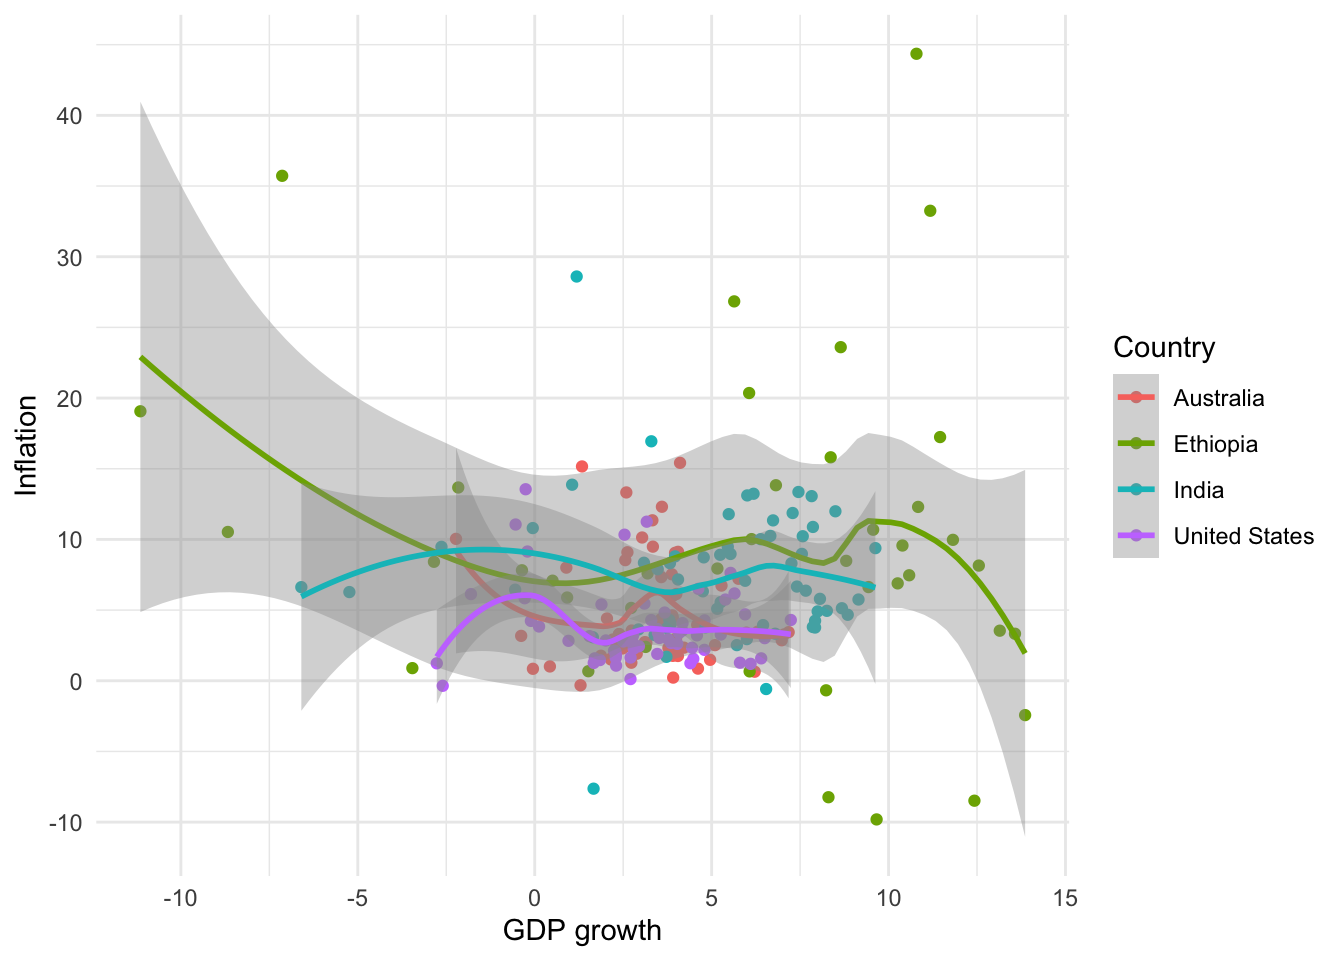 40
30
20
10
0
-10
Inflation
-10 -5 0 5 10 15
GDP growth
Country
Australia
Ethiopia
India
United States